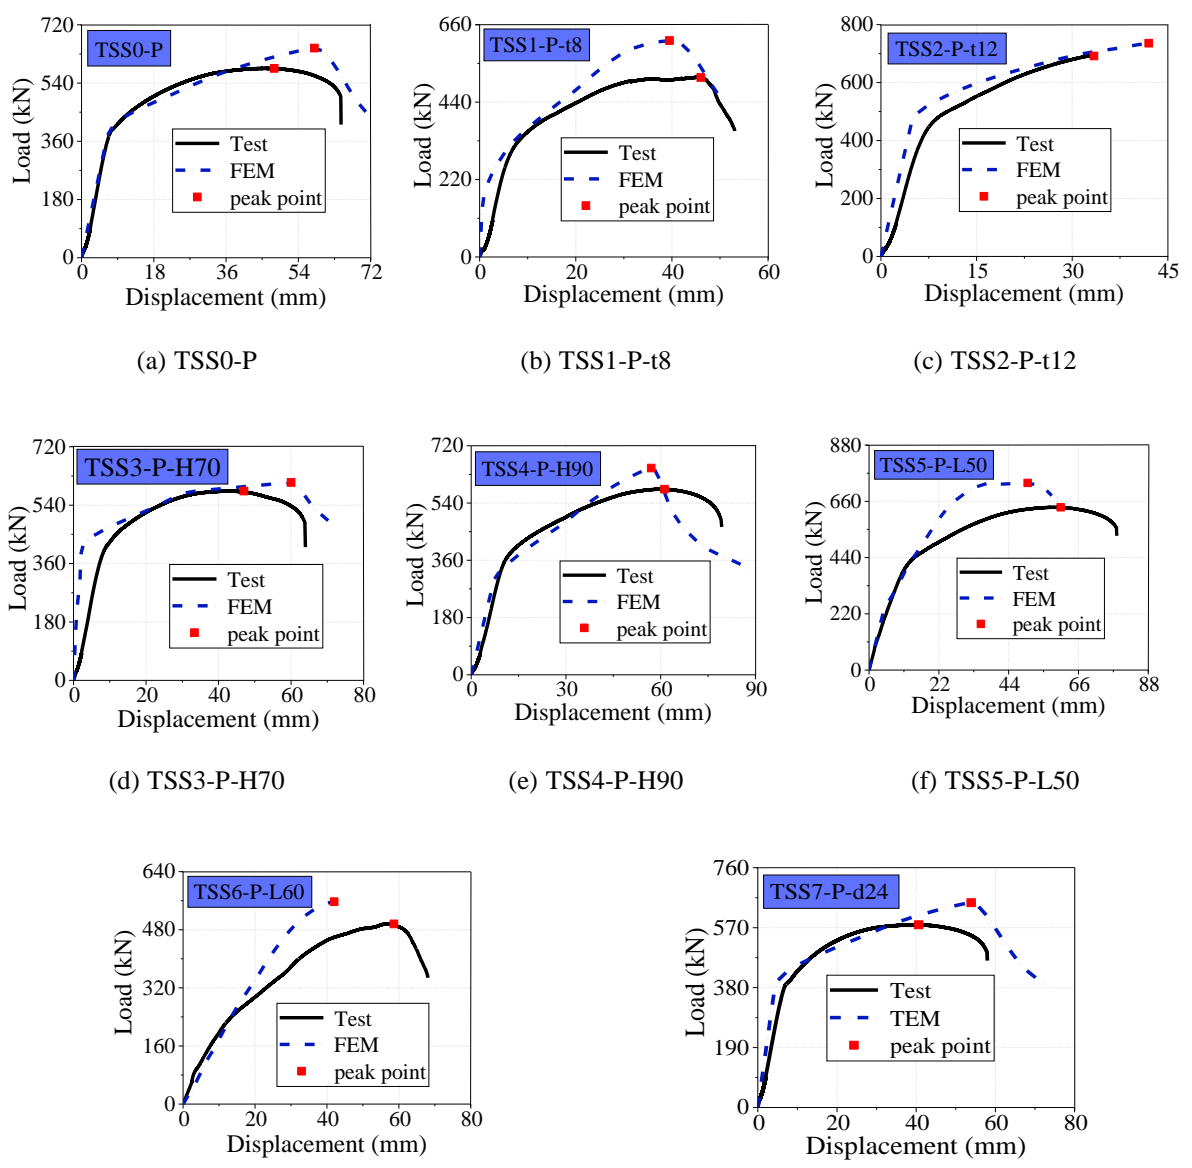 720
540
360
180
0
Load (kN)
TSS0-P
Test
FEM
peak point
0 18 36 54 72
Displacement (mm)
(a) TSS0-P
660
440
220
0
Load (kN)
TSS1-P-t8
Test
FEM
peak point
0 20 40 60
Displacement (mm)
(b) TSS1-P-t8
800
600
400
200
0
Load (kN)
TSS2-P-t12
Test
FEM
peak point
0 15 30 45
Displacement (mm)
(c) TSS2-P-t12
720
540
360
180
0
Load (kN)
TSS3-P-H70
Test
FEM
peak point
0 20 40 60 80
Displacement (mm)
(d) TSS3-P-H70
720
540
360
180
0
Load (kN)
TSS4-P-H90
Test
FEM
peak point
0 30 60 90
Displacement (mm)
(e) TSS4-P-H90
880
660
440
220
0
Load (kN)
TSS5-P-L50
Test
FEM
peak point
0 22 44 66 88
Displacement (mm)
(f) TSS5-P-L50
640
480
320
160
0
Load (kN)
TSS6-P-L60
Test
FEM
peak point
0 20 40 60 80
Displacement (mm)
760
570
380
190
0
Load (kN)
TSS7-P-d24
Test
TEM
peak point
0 20 40 60 80
Displacement (mm)